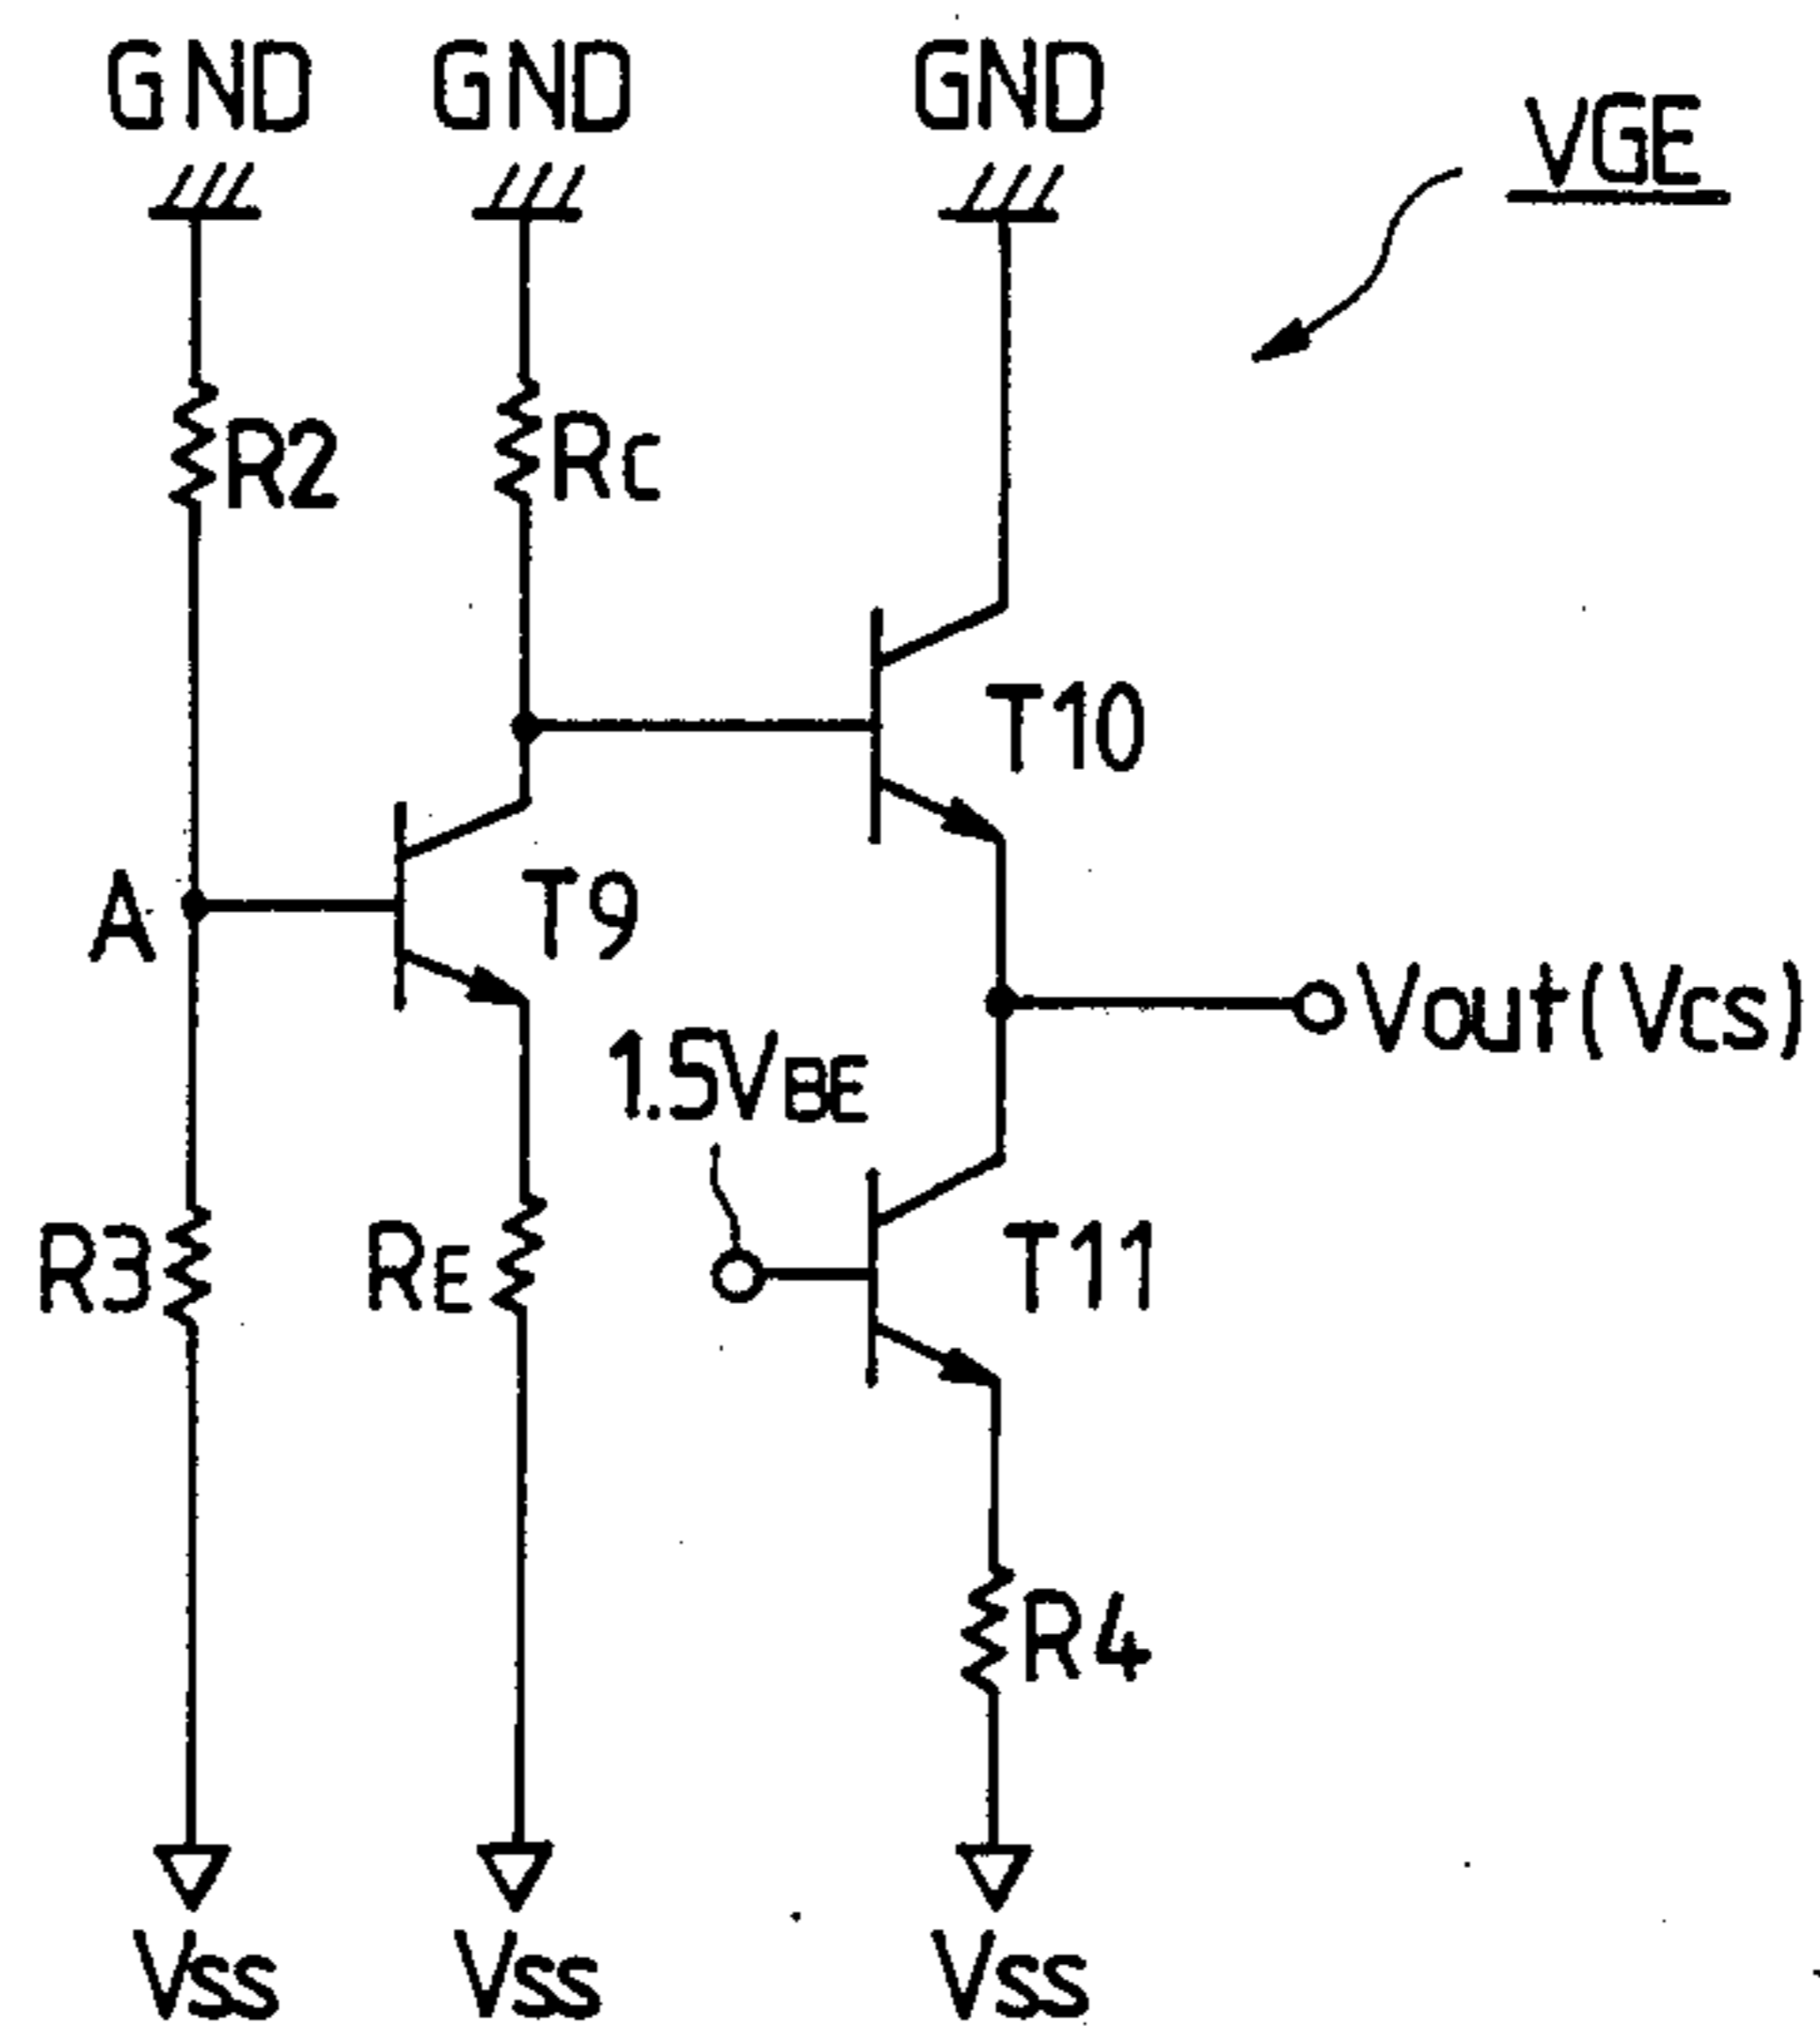 GND GND GND
VGE
R2 RC
T10
A T9
Vout(VCS)
1.5VBE
R3 RE T11
R4
VSS VSS VSS